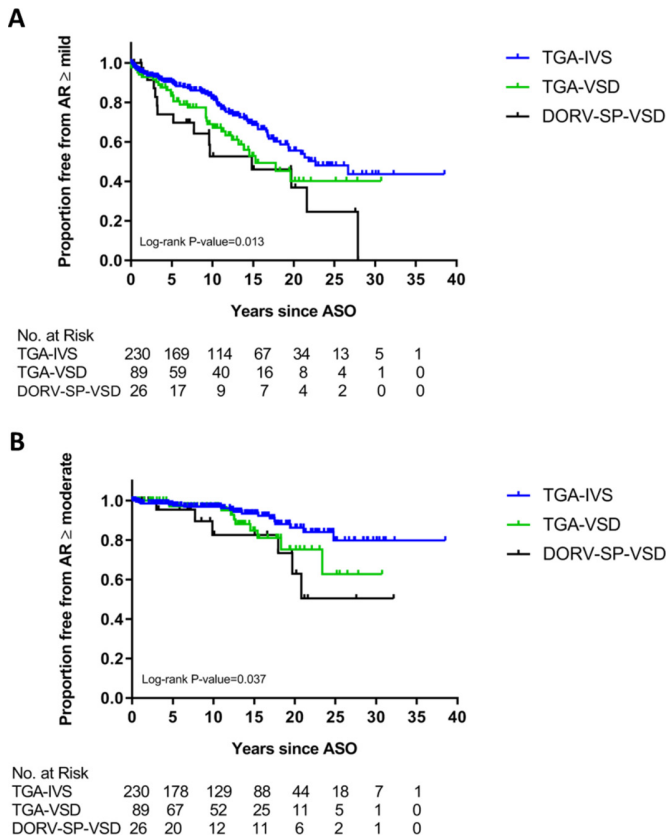 A
Proportion free from AR ≥ mild
1.0
0.8
0.6
0.4
0.2
0.0
Log-rank P-value=0.013
0 5 10 15 20 25 30 35 40
Years since ASO
TGA-IVS
TGA-VSD
DORV-SP-VSD
No. at Risk
TGA-IVS 230 169 114 67 34 13 5 1
TGA-VSD 89 59 40 16 8 4 1 0
DORV-SP-VSD 26 17 9 7 4 2 0 0
B
Proportion free from AR ≥ moderate
1.0
0.8
0.6
0.4
0.2
0.0
Log-rank P-value=0.037
0 5 10 15 20 25 30 35 40
Years since ASO
TGA-IVS
TGA-VSD
DORV-SP-VSD
No. at Risk
TGA-IVS 230 178 129 88 44 18 7 1
TGA-VSD 89 67 52 25 11 5 1 0
DORV-SP-VSD 26 20 12 11 6 2 1 0